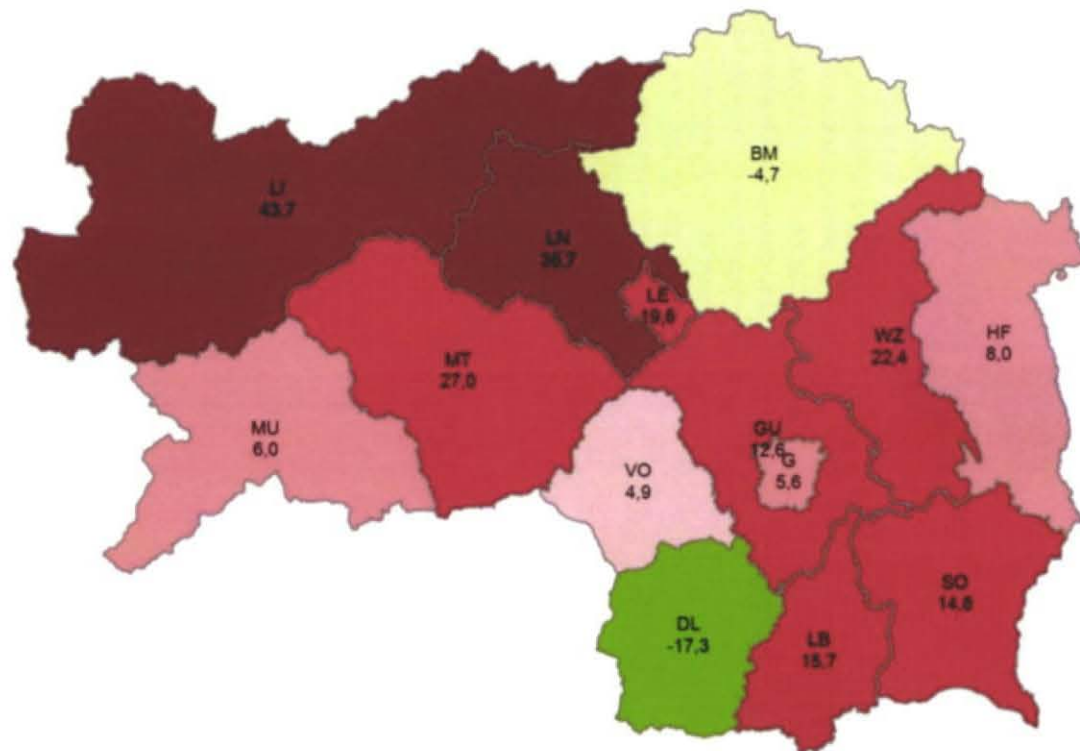 BM
-4,7
LI
43,7
LN
LE
19,6
WZ
22,4
HF
8,0
MT
27,0
MU
6,0
GU
12,6
G
5,6
VO
4,9
SO
14,8
DL
-17,3
LB
15,7